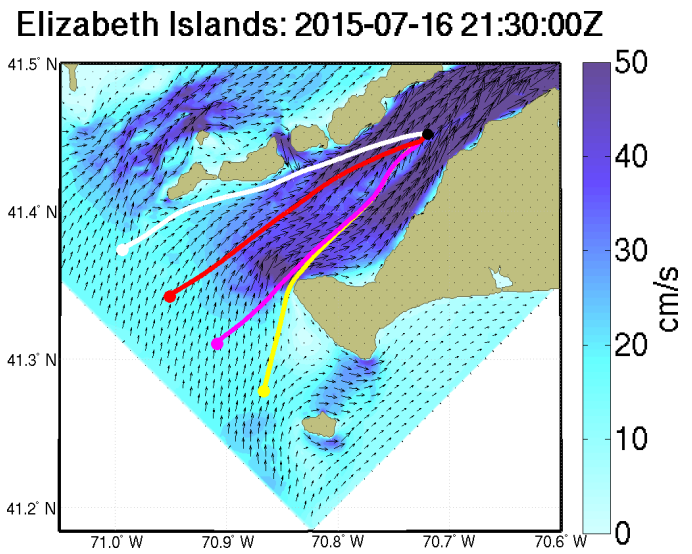 Elizabeth Islands: 2015-07-16 21:30:00Z
41.5° N
41.4° N
41.3° N
41.2° N
71.0° W
70.9° W
70.8° W
70.7° W
70.6° W
50
40
30
20
10
0
cm/s